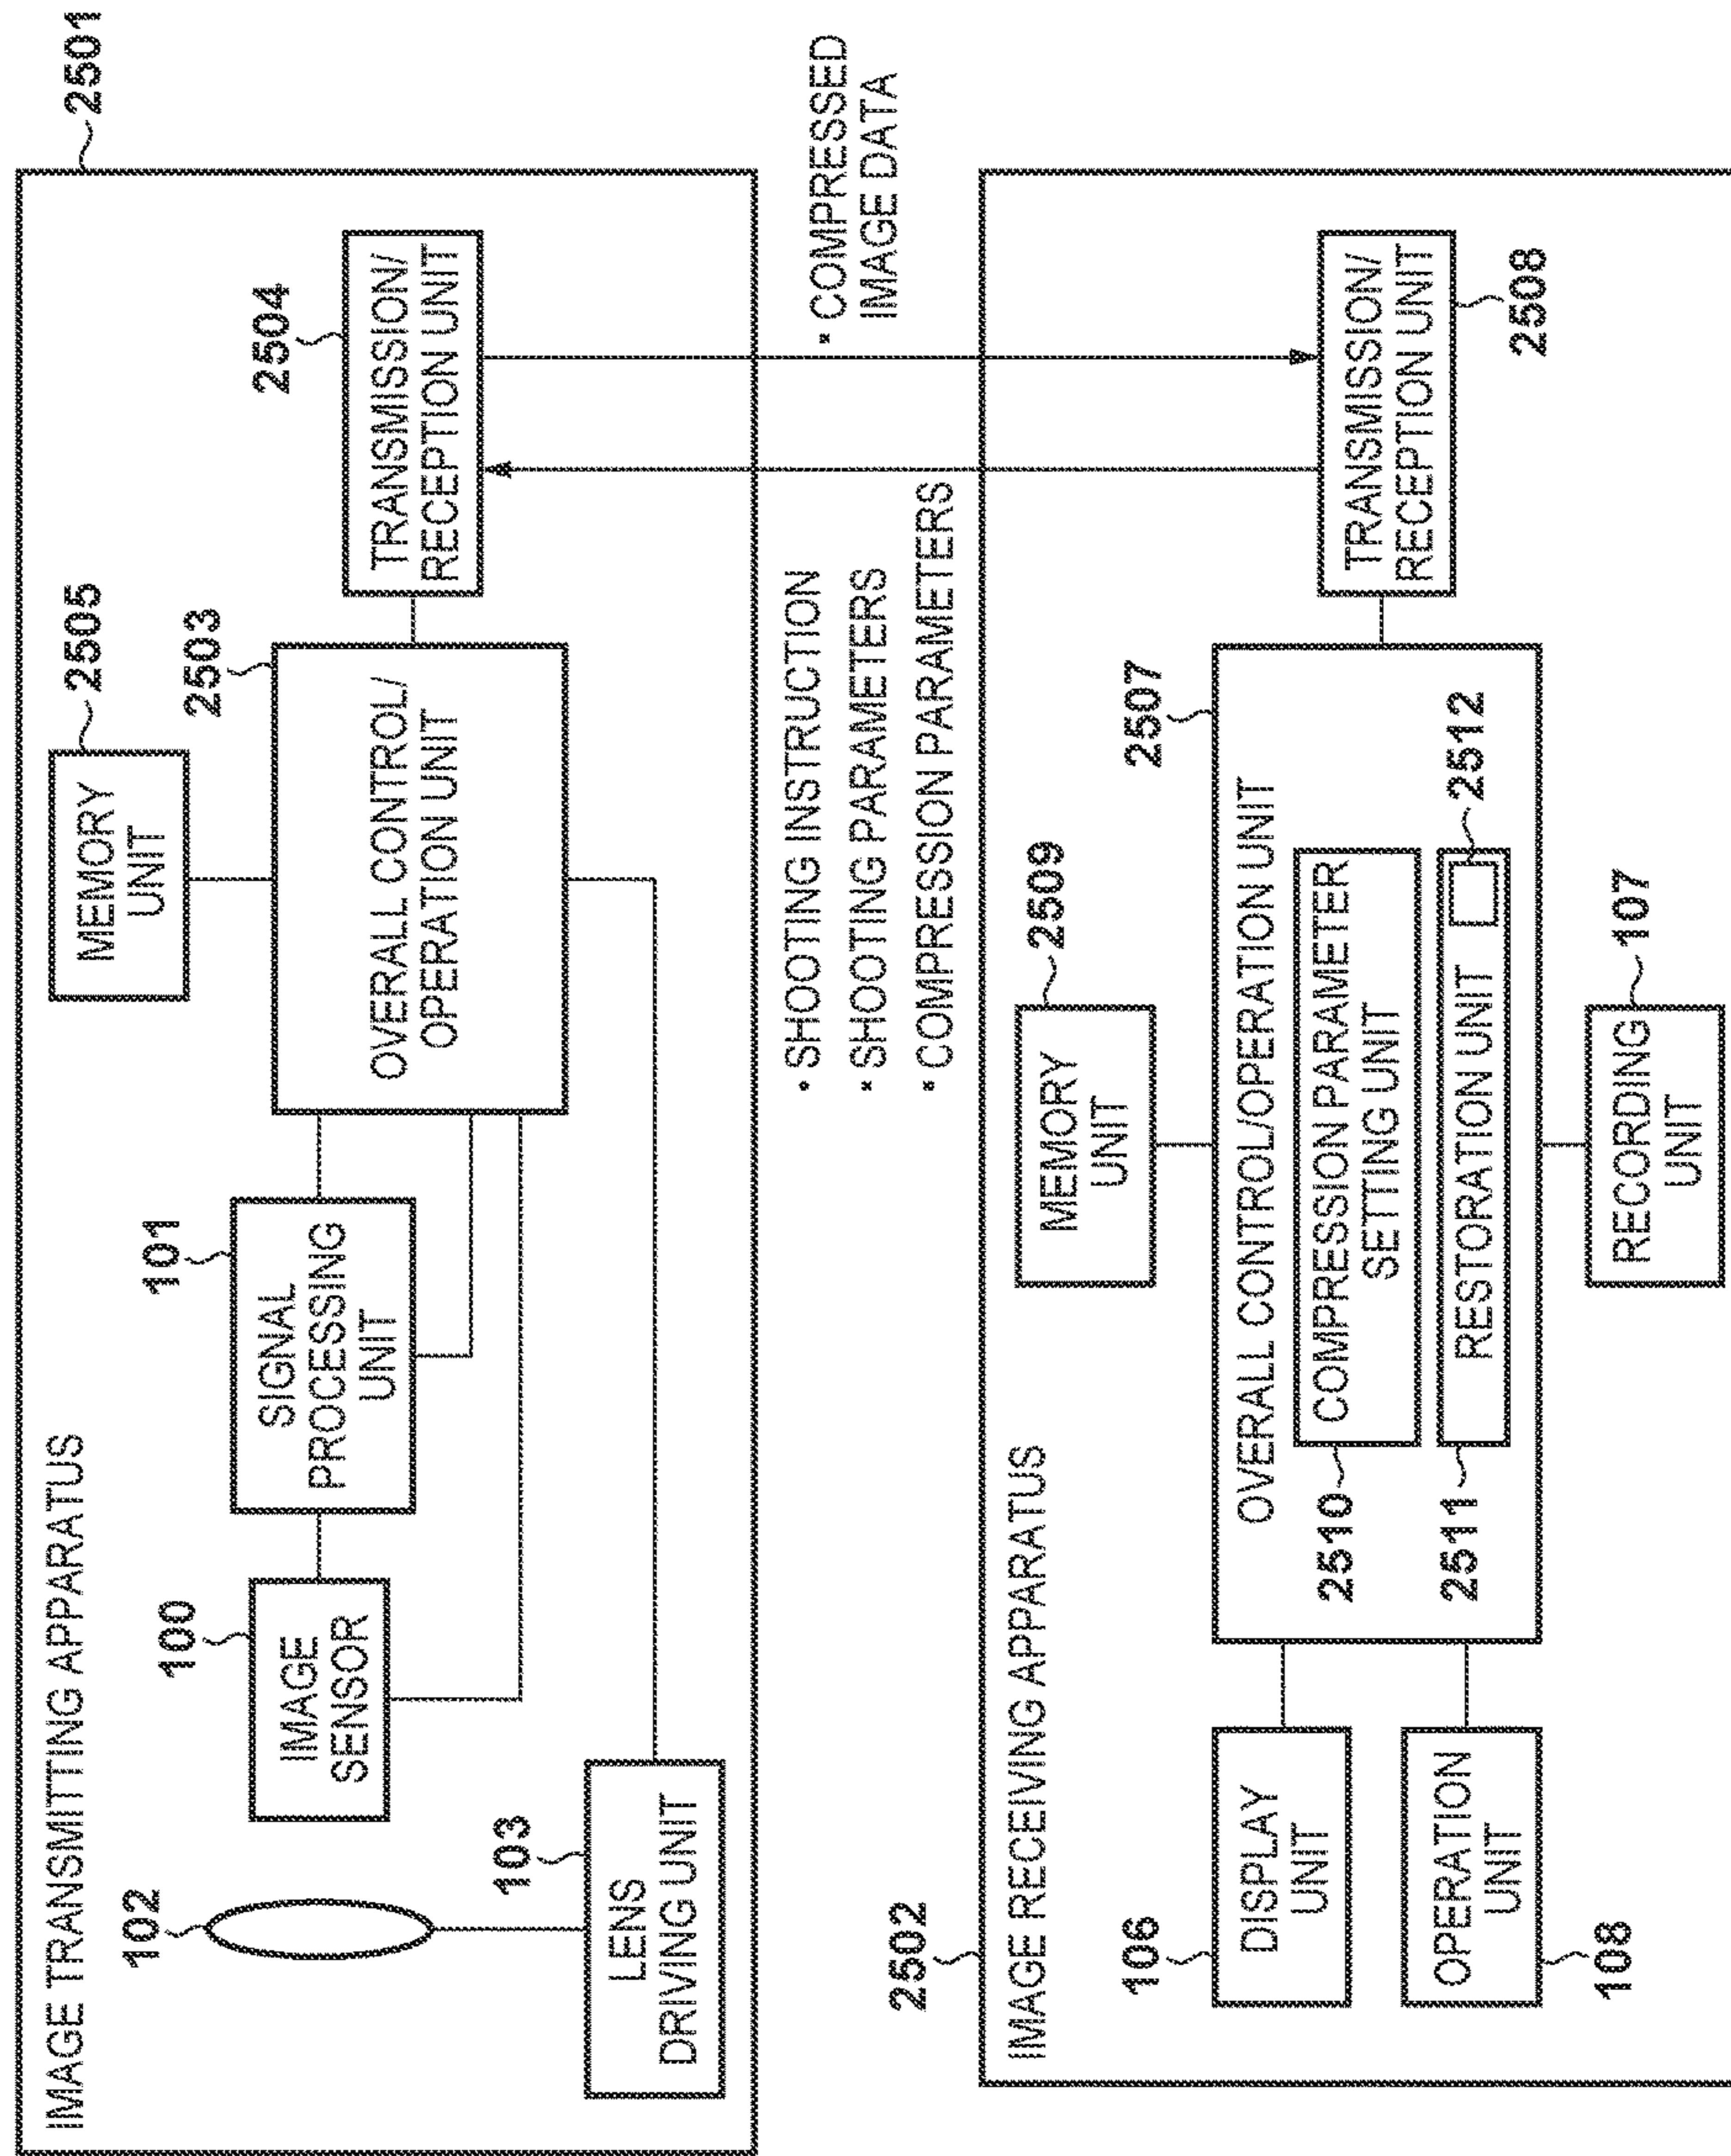 IMAGE TRANSMITTING APPARATUS
2501
102
LENS
DRIVING UNIT
103
IMAGE
SENSOR
100
SIGNAL
PROCESSING
UNIT
101
MEMORY
UNIT
2505
OVERALL CONTROL/
OPERATION UNIT
2503
TRANSMISSION/
RECEPTION UNIT
2504
• SHOOTING INSTRUCTION
• SHOOTING PARAMETERS
• COMPRESSION PARAMETERS
• COMPRESSED
IMAGE DATA
2502
IMAGE RECEIVING APPARATUS
106
DISPLAY
UNIT
OPERATION
UNIT
108
MEMORY
UNIT
2509
OVERALL CONTROL/OPERATION UNIT
2507
2510
COMPRESSION PARAMETER
SETTING UNIT
2511
RESTORATION UNIT
2512
RECORDING
UNIT
107
TRANSMISSION/
RECEPTION UNIT
2508